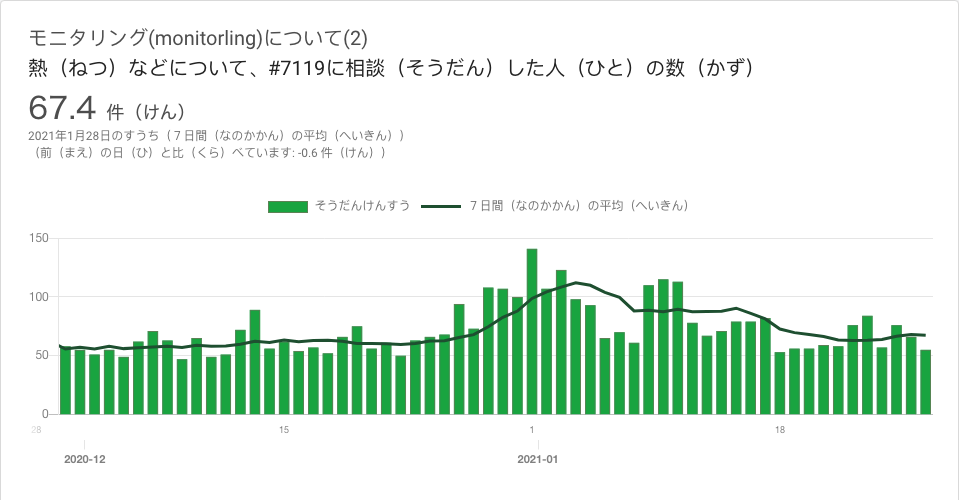 モニタリング(monitorling)について(2)
熱（ねつ）などについて、#7119に相談（そうだん）した人（ひと）の数（かず）
67.4 件（けん）
2021年1月28日のすうち（７日間（なのかかん）の平均（へいきん））
（前（まえ）の日（ひ）と比（くら）べています: -0.6 件（けん））
そうだんけんすう ７日間（なのかかん）の平均（へいきん）
150
100
50
0
28 15 1 18
2020-12 2021-01